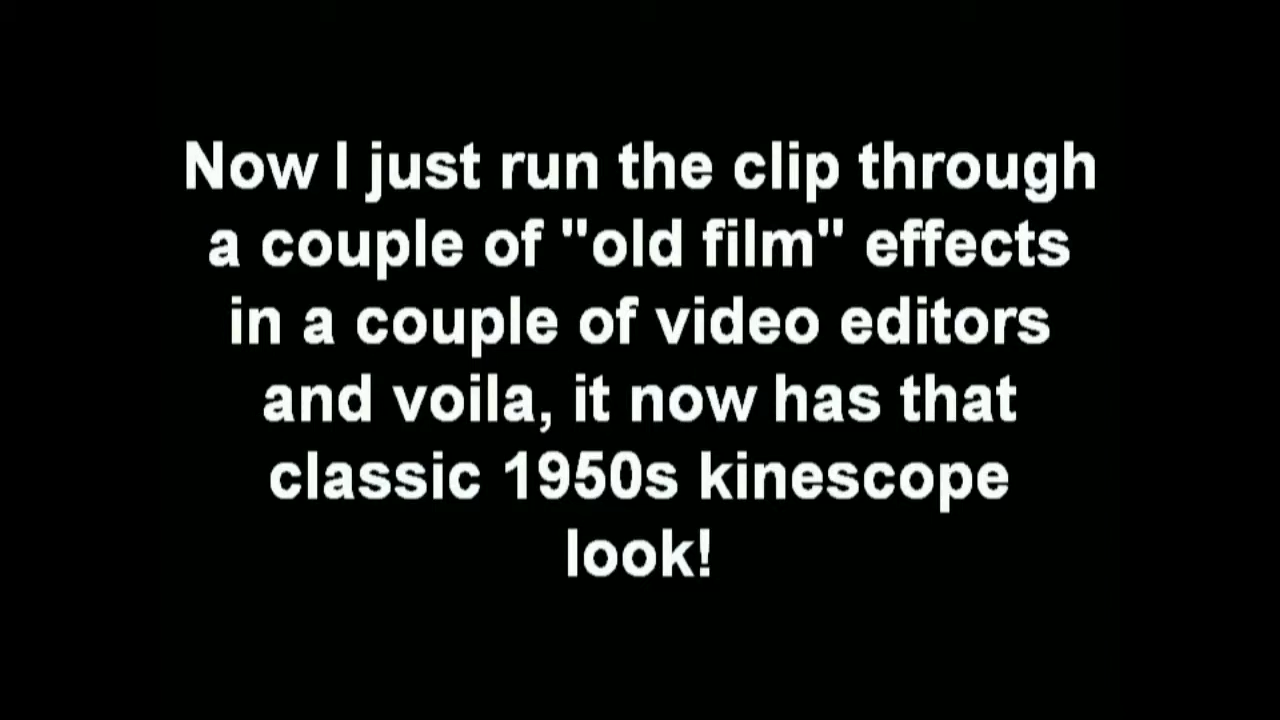 Now I just run the clip through
a couple of "old film" effects
in a couple of video editors
and voila, it now has that
classic 1950s kinescope
look!